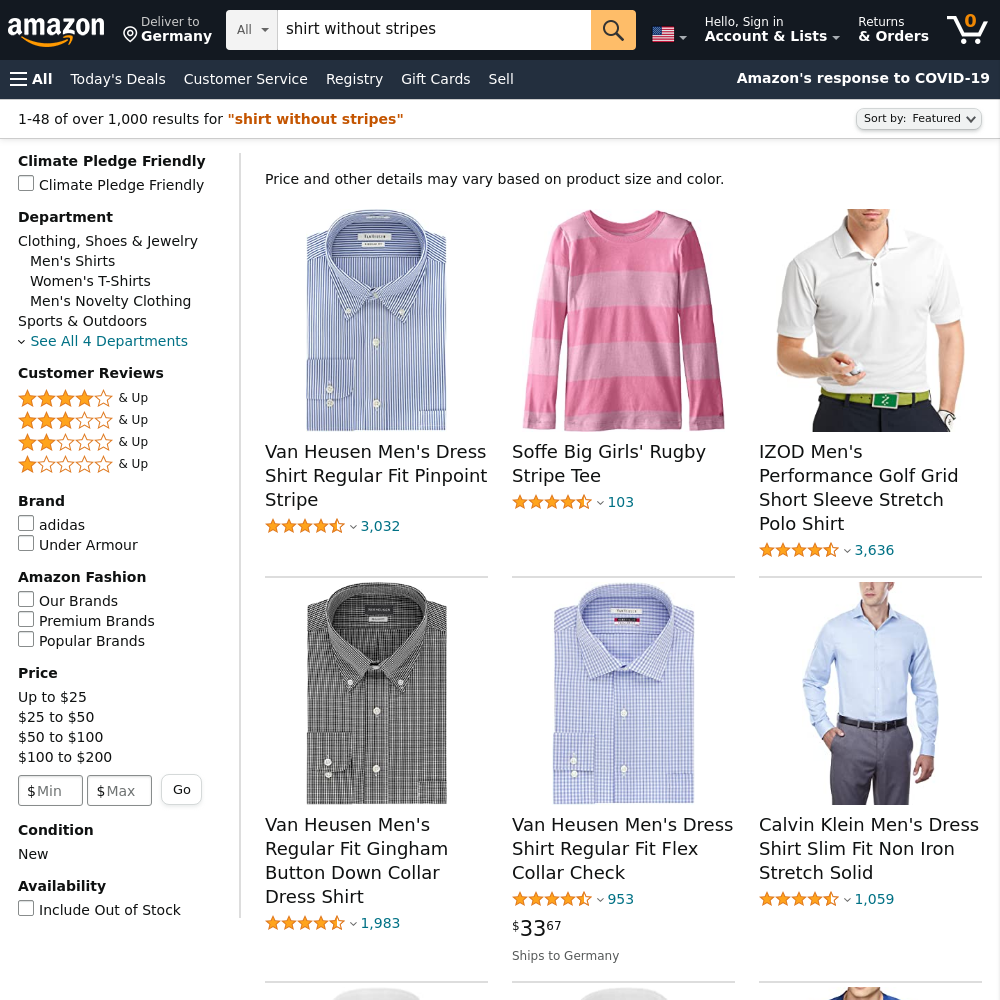 amazon
Deliver to
Germany
All
shirt without stripes
Hello, Sign in
Account & Lists
Returns
& Orders
0
All
Today's Deals
Customer Service
Registry
Gift Cards
Sell
Amazon's response to COVID-19
1-48 of over 1,000 results for "shirt without stripes"
Sort by: Featured
Climate Pledge Friendly
Climate Pledge Friendly
Department
Clothing, Shoes & Jewelry
Men's Shirts
Women's T-Shirts
Men's Novelty Clothing
Sports & Outdoors
See All 4 Departments
Customer Reviews
& Up
& Up
& Up
& Up
Brand
adidas
Under Armour
Amazon Fashion
Our Brands
Premium Brands
Popular Brands
Price
Up to $25
$25 to $50
$50 to $100
$100 to $200
$ Min
$ Max
Go
Condition
New
Availability
Include Out of Stock
Price and other details may vary based on product size and color.
Van Heusen Men's Dress
Shirt Regular Fit Pinpoint
Stripe
3,032
Soffe Big Girls' Rugby
Stripe Tee
103
IZOD Men's
Performance Golf Grid
Short Sleeve Stretch
Polo Shirt
3,636
Van Heusen Men's
Regular Fit Gingham
Button Down Collar
Dress Shirt
1,983
Van Heusen Men's Dress
Shirt Regular Fit Flex
Collar Check
953
$33 67
Ships to Germany
Calvin Klein Men's Dress
Shirt Slim Fit Non Iron
Stretch Solid
1,059